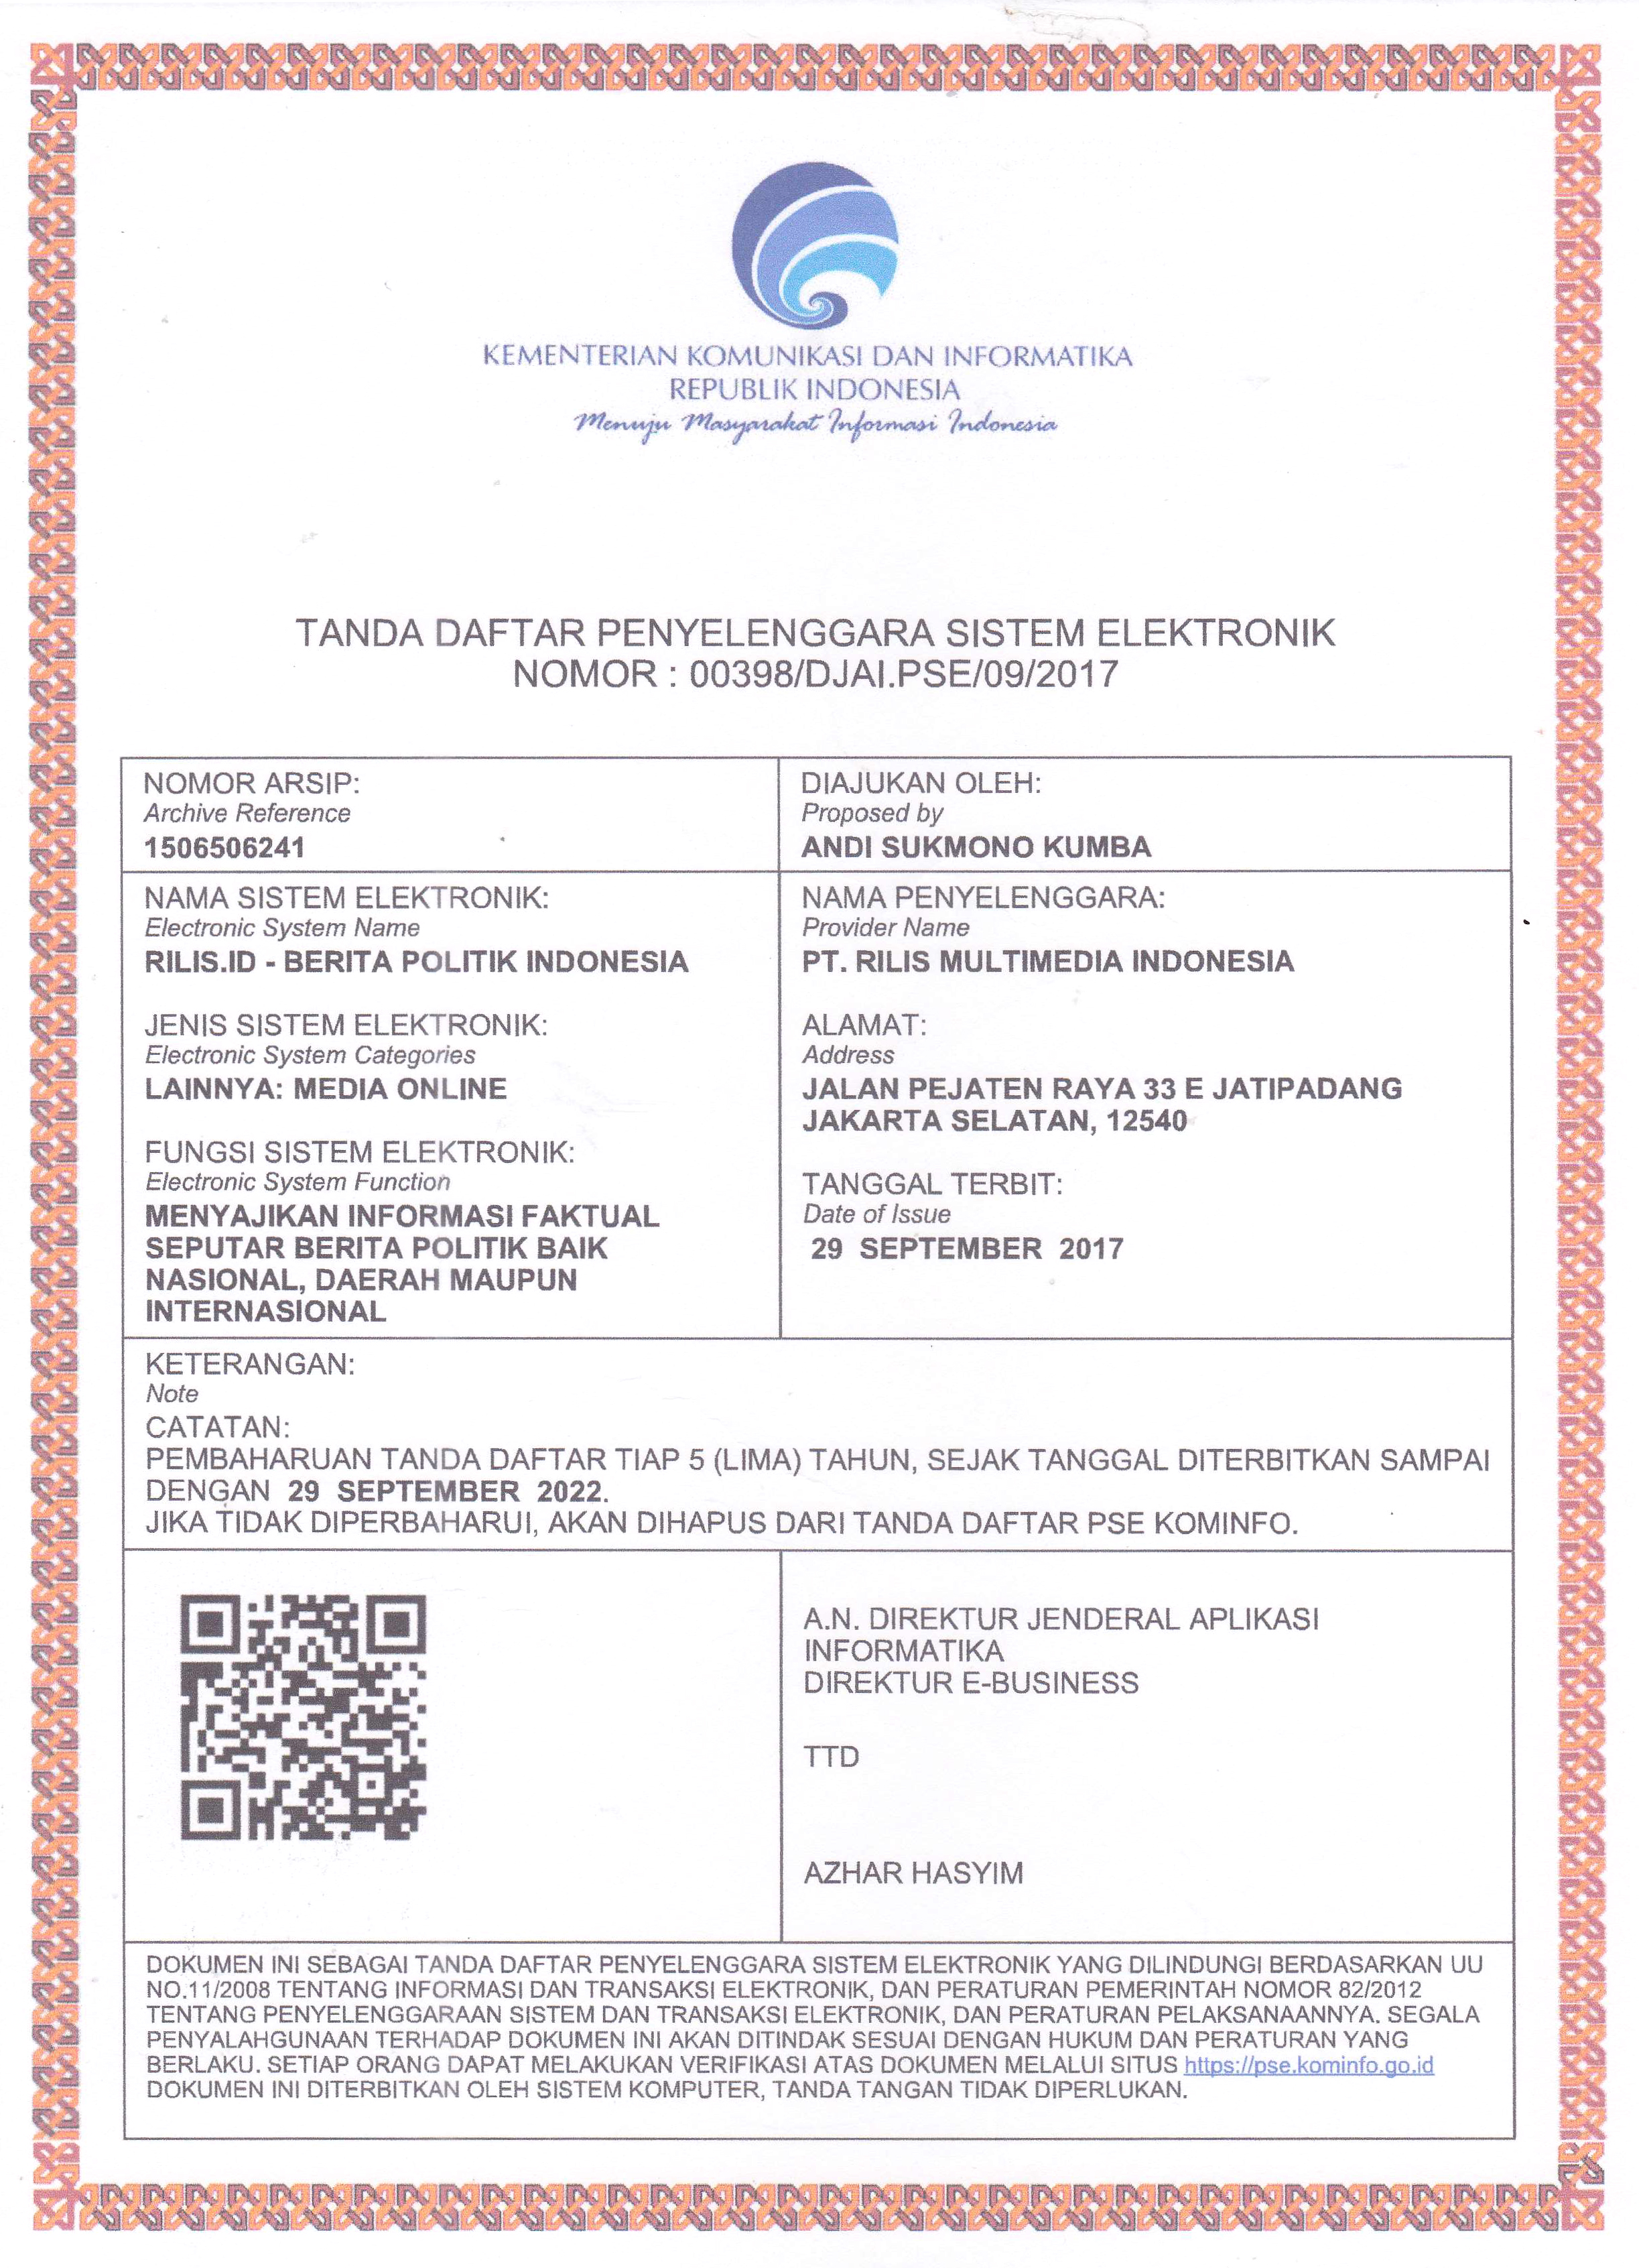 KEMENTERIAN KOMUNIKASI DAN INFORMATIKA
REPUBLIK INDONESIA
Menuju Masyarakat Informasi Indonesia
TANDA DAFTAR PENYELENGGARA SISTEM ELEKTRONIK
NOMOR : 00398/DJAI.PSE/09/2017
NOMOR ARSIP:
Archive Reference
1506506241
DIAJUKAN OLEH:
Proposed by
ANDI SUKMONO KUMBA
NAMA SISTEM ELEKTRONIK:
Electronic System Name
RILIS.ID - BERITA POLITIK INDONESIA
JENIS SISTEM ELEKTRONIK:
Electronic System Categories
LAINNYA: MEDIA ONLINE
FUNGSI SISTEM ELEKTRONIK:
Electronic System Function
MENYAJIKAN INFORMASI FAKTUAL
SEPUTAR BERITA POLITIK BAIK
NASIONAL, DAERAH MAUPUN
INTERNASIONAL
NAMA PENYELENGGARA:
Provider Name
PT. RILIS MULTIMEDIA INDONESIA
ALAMAT:
Address
JALAN PEJATEN RAYA 33 E JATIPADANG
JAKARTA SELATAN, 12540
TANGGAL TERBIT:
Date of Issue
29 SEPTEMBER 2017
KETERANGAN:
Note
CATATAN:
PEMBAHARUAN TANDA DAFTAR TIAP 5 (LIMA) TAHUN, SEJAK TANGGAL DITERBITKAN SAMPAI
DENGAN 29 SEPTEMBER 2022.
JIKA TIDAK DIPERBAHARUI, AKAN DIHAPUS DARI TANDA DAFTAR PSE KOMINFO.
A.N. DIREKTUR JENDERAL APLIKASI
INFORMATIKA
DIREKTUR E-BUSINESS
TTD
AZHAR HASYIM
DOKUMEN INI SEBAGAI TANDA DAFTAR PENYELENGGARA SISTEM ELEKTRONIK YANG DILINDUNGI BERDASARKAN UU
NO.11/2008 TENTANG INFORMASI DAN TRANSAKSI ELEKTRONIK, DAN PERATURAN PEMERINTAH NOMOR 82/2012
TENTANG PENYELENGGARAAN SISTEM DAN TRANSAKSI ELEKTRONIK, DAN PERATURAN PELAKSANAANNYA. SEGALA
PENYALAHGUNAAN TERHADAP DOKUMEN INI AKAN DITINDAK SESUAI DENGAN HUKUM DAN PERATURAN YANG
BERLAKU. SETIAP ORANG DAPAT MELAKUKAN VERIFIKASI ATAS DOKUMEN MELALUI SITUS https://pse.kominfo.go.id
DOKUMEN INI DITERBITKAN OLEH SISTEM KOMPUTER, TANDA TANGAN TIDAK DIPERLUKAN.